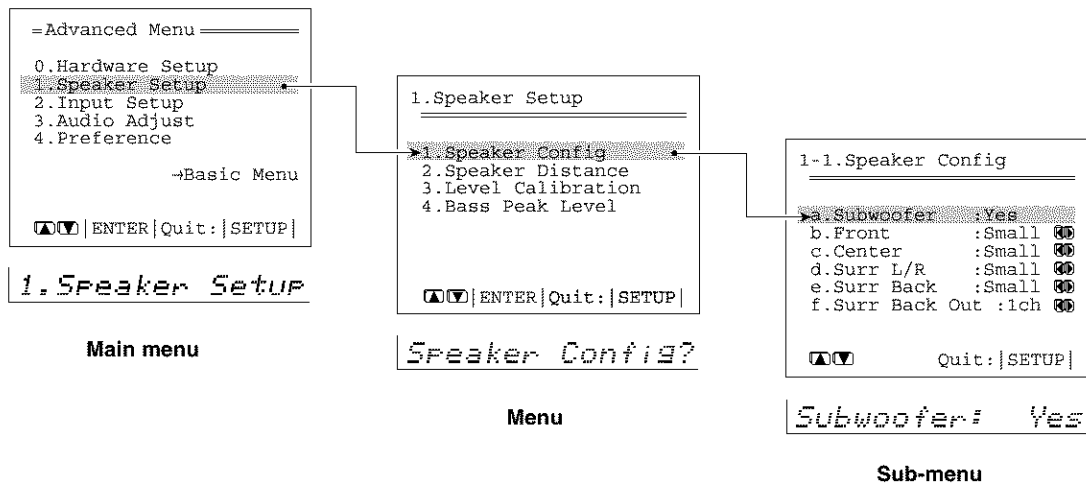 Advanced Menu
0.Hardware Setup
1.Speaker Setup
2.Input Setup
3.Audio Adjust
4.Preference
→Basic Menu
▲▼|ENTER|Quit:|SETUP|
1.Speaker Setup
Main menu
1.Speaker Setup
1.Speaker Config
2.Speaker Distance
3.Level Calibration
4.Bass Peak Level
▲▼|ENTER|Quit:|SETUP|
Speaker Config?
Menu
1-1.Speaker Config
a.Subwoofer :Yes
b.Front :Small
c.Center :Small
d.Surr L/R :Small
e.Surr Back :Small
f.Surr Back Out :1ch
▲▼ Quit:|SETUP|
Subwoofer: Yes
Sub-menu